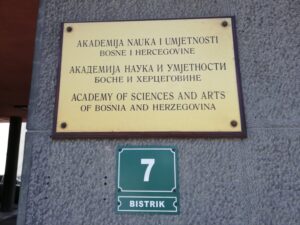 AKADEMIJA NAUKA I UMJETNOSTI
BOSNE I HERCEGOVINE
АКАДЕМИЈА НАУКА И УМЈЕТНОСТИ
БОСНЕ И ХЕРЦЕГОВИНЕ
ACADEMY OF SCIENCES AND ARTS
OF BOSNIA AND HERZEGOVINA
7
BISTRIK